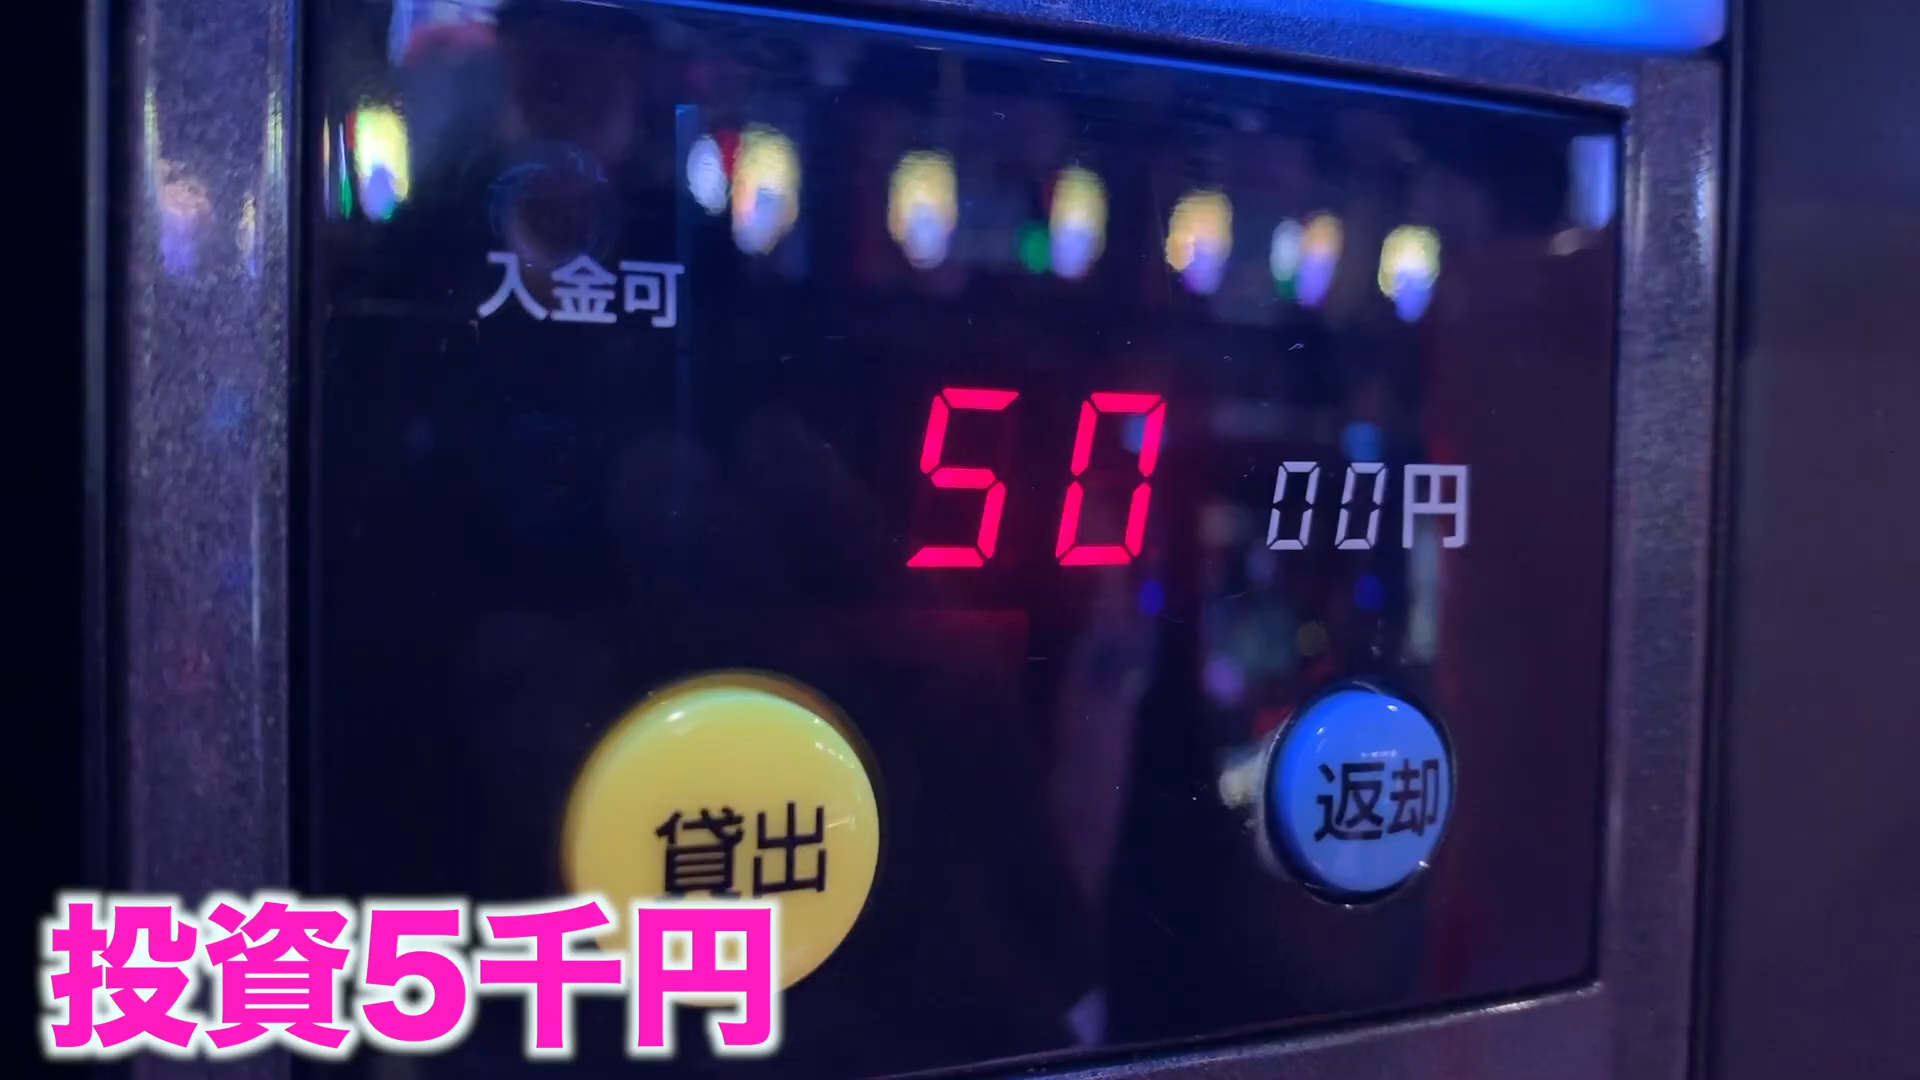 入金可
50 00円
貸出
返却
投資5千円